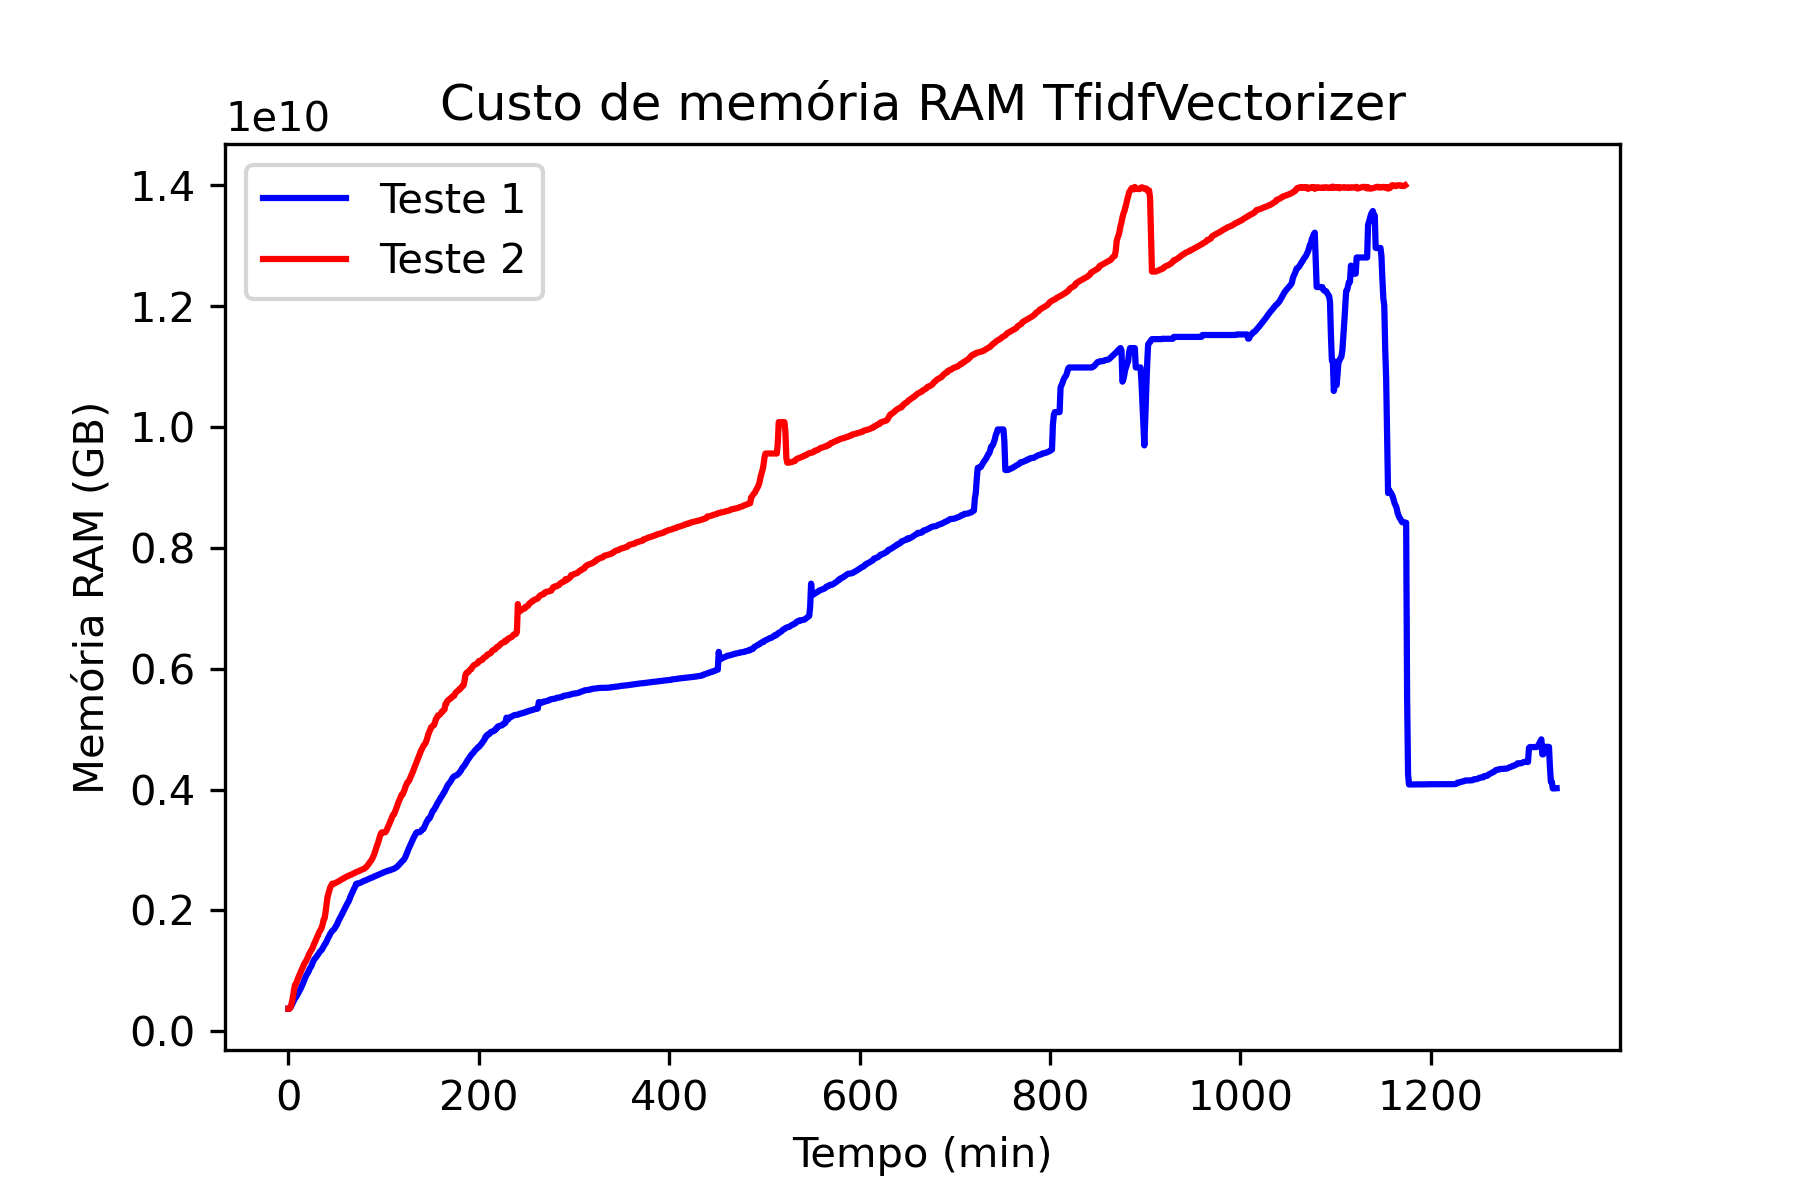 Custo de memória RAM TfidfVectorizer
1e10
Teste 1
Teste 2
1.4
1.2
1.0
0.8
0.6
0.4
0.2
0.0
Memória RAM (GB)
0 200 400 600 800 1000 1200
Tempo (min)